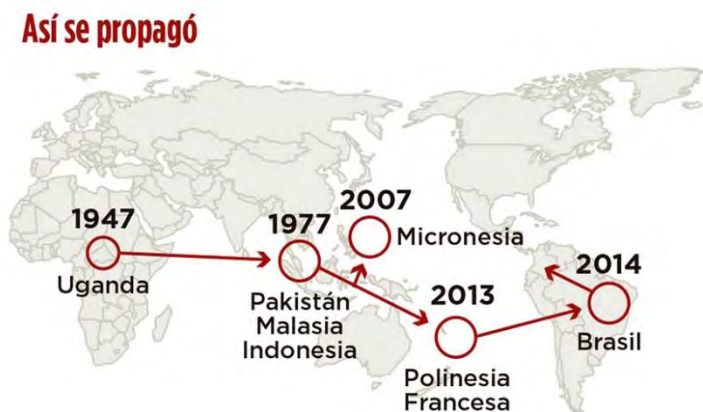 Así se propagó
1947
Uganda
1977
Pakistán
Malasia
Indonesia
2007
Micronesia
2013
Polinesia
Francesa
2014
Brasil